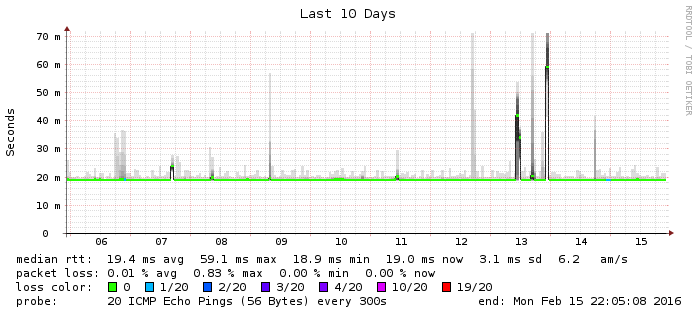 Last 10 Days
RRDTOOL / TOBI OETIKER
Seconds
70 m
60 m
50 m
40 m
30 m
20 m
10 m
0
06 07 08 09 10 11 12 13 14 15
median rtt: 19.4 ms avg 59.1 ms max 18.9 ms min 19.0 ms now 3.1 ms sd 6.2 am/s
packet loss: 0.01 % avg 0.83 % max 0.00 % min 0.00 % now
loss color: 0 1/20 2/20 3/20 4/20 10/20 19/20
probe: 20 ICMP Echo Pings (56 Bytes) every 300s end: Mon Feb 15 22:05:08 2016